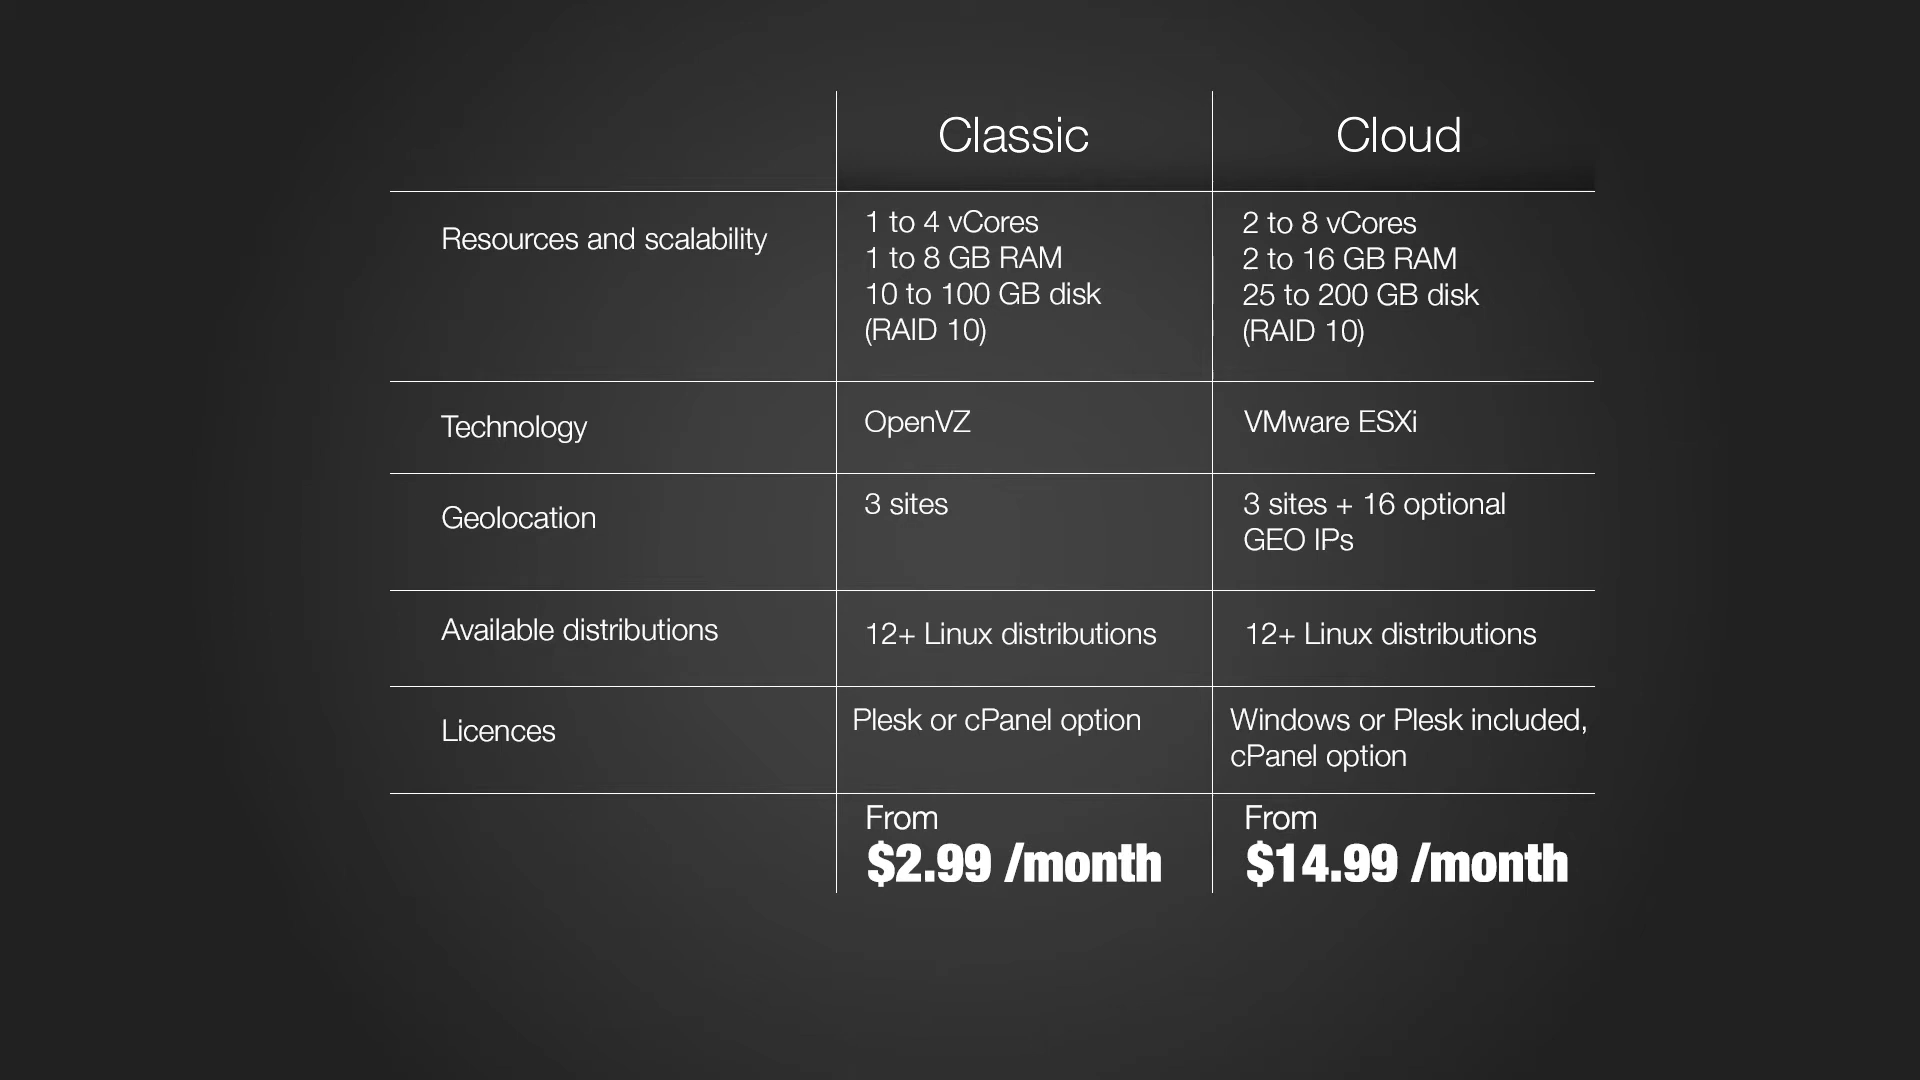 Classic
Cloud
Resources and scalability
1 to 4 vCores
1 to 8 GB RAM
10 to 100 GB disk
(RAID 10)
2 to 8 vCores
2 to 16 GB RAM
25 to 200 GB disk
(RAID 10)
Technology
OpenVZ
VMware ESXi
Geolocation
3 sites
3 sites + 16 optional
GEO IPs
Available distributions
12+ Linux distributions
12+ Linux distributions
Licences
Plesk or cPanel option
Windows or Plesk included,
cPanel option
From
$2.99 /month
From
$14.99 /month